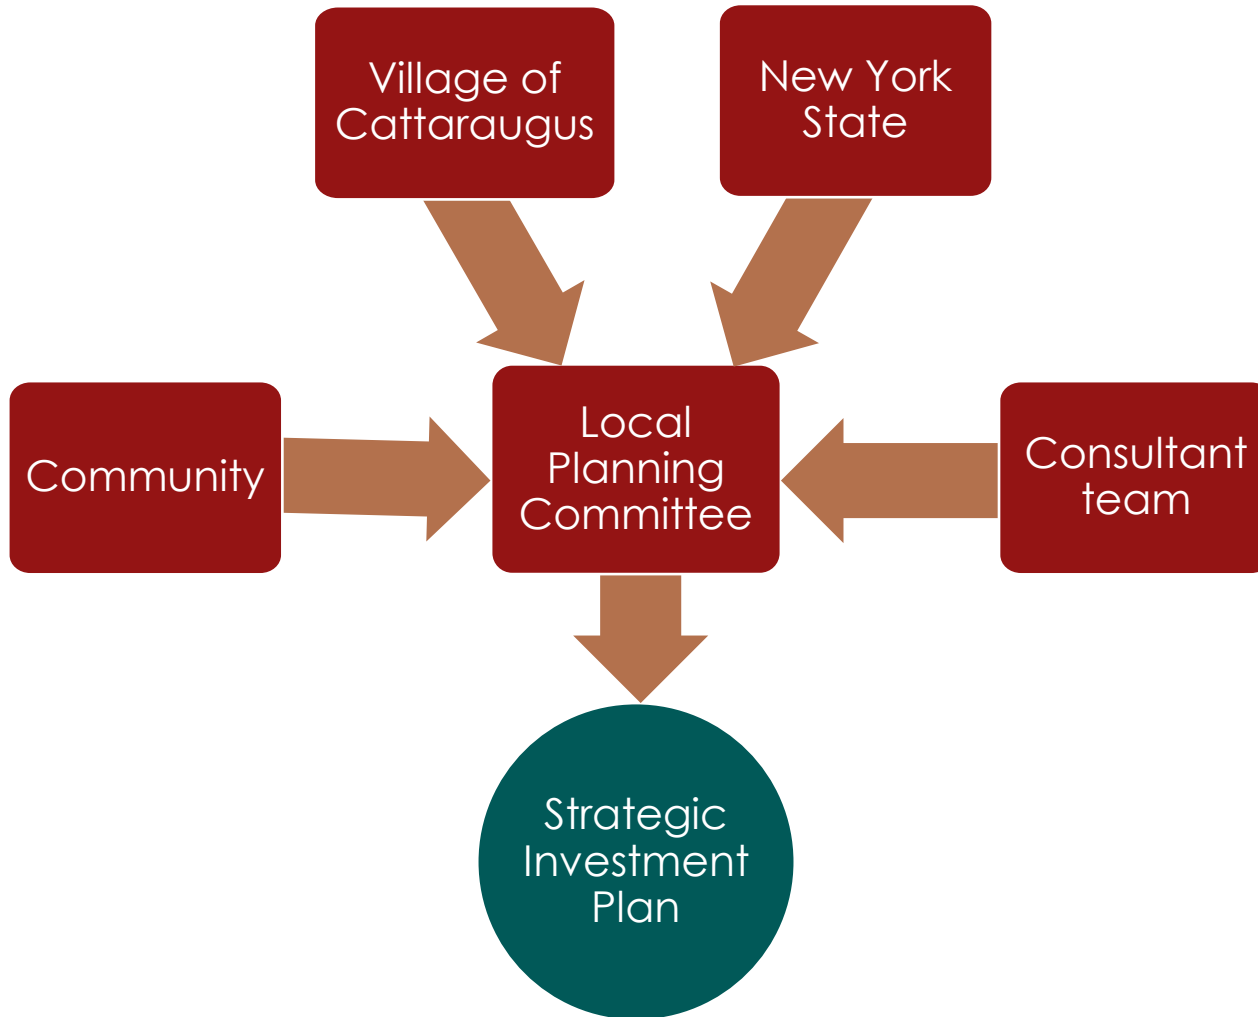 Village of
Cattaraugus
New York
State
Community
Local
Planning
Committee
Consultant
team
Strategic
Investment
Plan